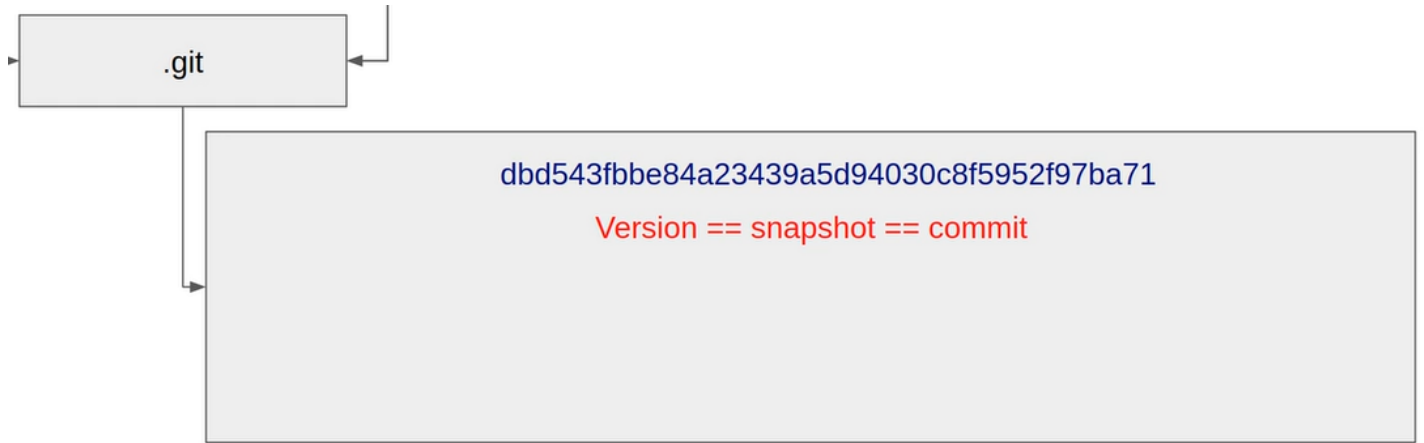 .git
dbd543fbbe84a23439a5d94030c8f5952f97ba71
Version == snapshot == commit